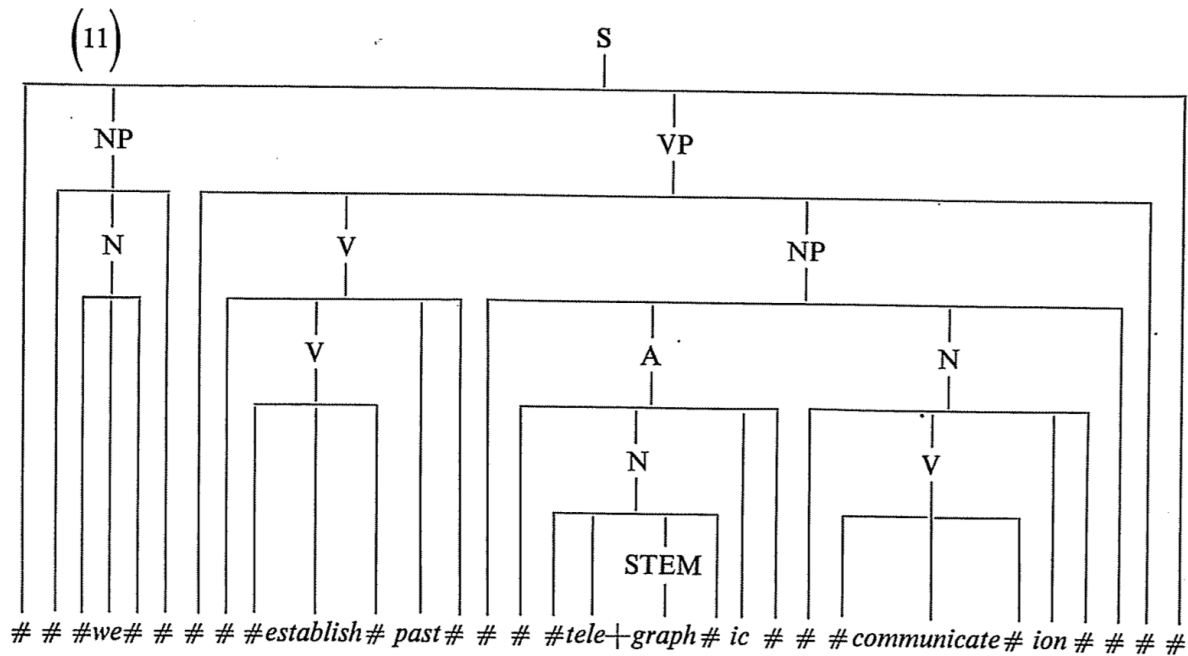 (11) S
NP VP
N V NP
V A N
N V
STEM
# # #we# # # # #establish# past# # # #tele+graph# ic # # #communicate# ion# # # #